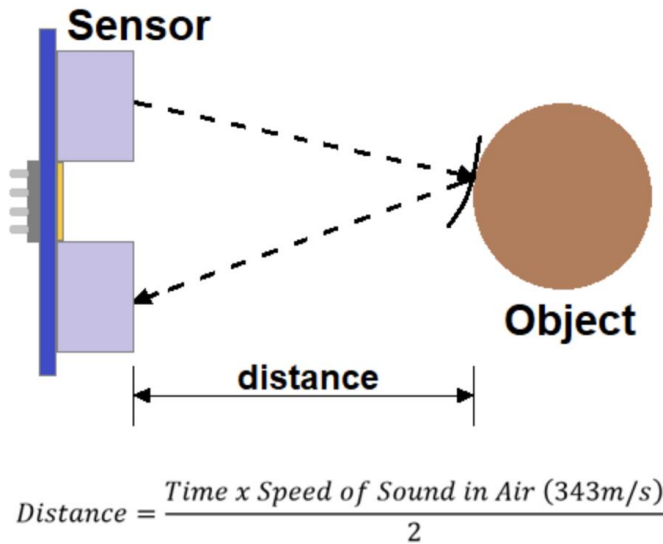 Sensor
Object
distance
Distance = Time x Speed of Sound in Air (343m/s)
2